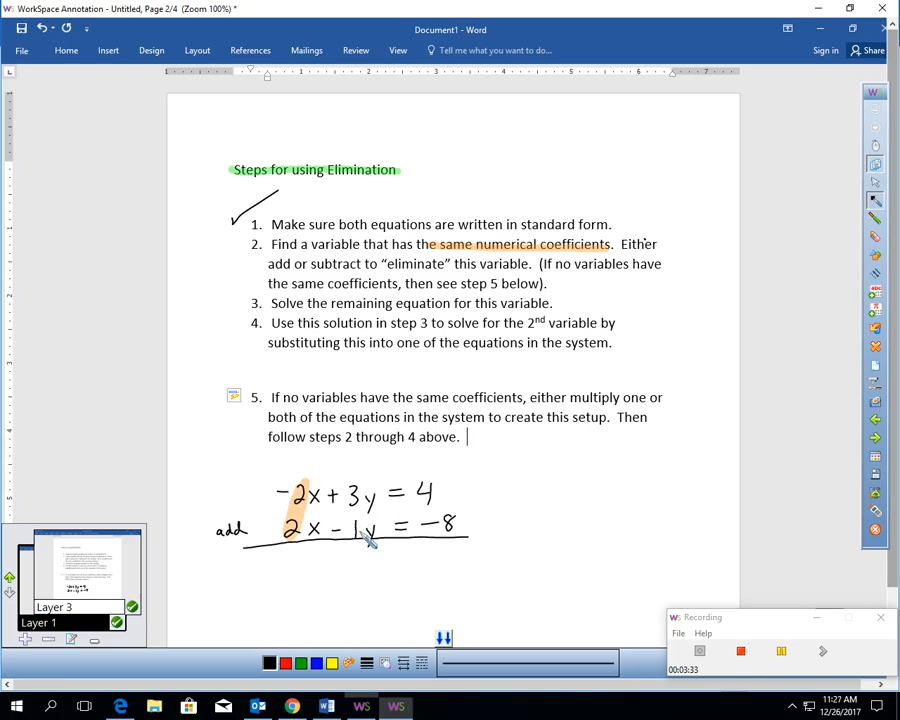 WorkSpace Annotation - Untitled, Page 2/4 (Zoom 100%) *
Document1 - Word
File Home Insert Design Layout References Mailings Review View Tell me what you want to do... Sign in Share
1 1 2 3 4 5 6 7
Steps for using Elimination
1. Make sure both equations are written in standard form.
2. Find a variable that has the same numerical coefficients. Either
add or subtract to “eliminate” this variable. (If no variables have
the same coefficients, then see step 5 below).
3. Solve the remaining equation for this variable.
4. Use this solution in step 3 to solve for the 2nd variable by
substituting this into one of the equations in the system.
5. If no variables have the same coefficients, either multiply one or
both of the equations in the system to create this setup. Then
follow steps 2 through 4 above.
-2x + 3y = 4
add 2x - 1y = -8
Layer 3
Layer 1
Recording
File Help
00:03:33
11:27 AM
12/26/2017